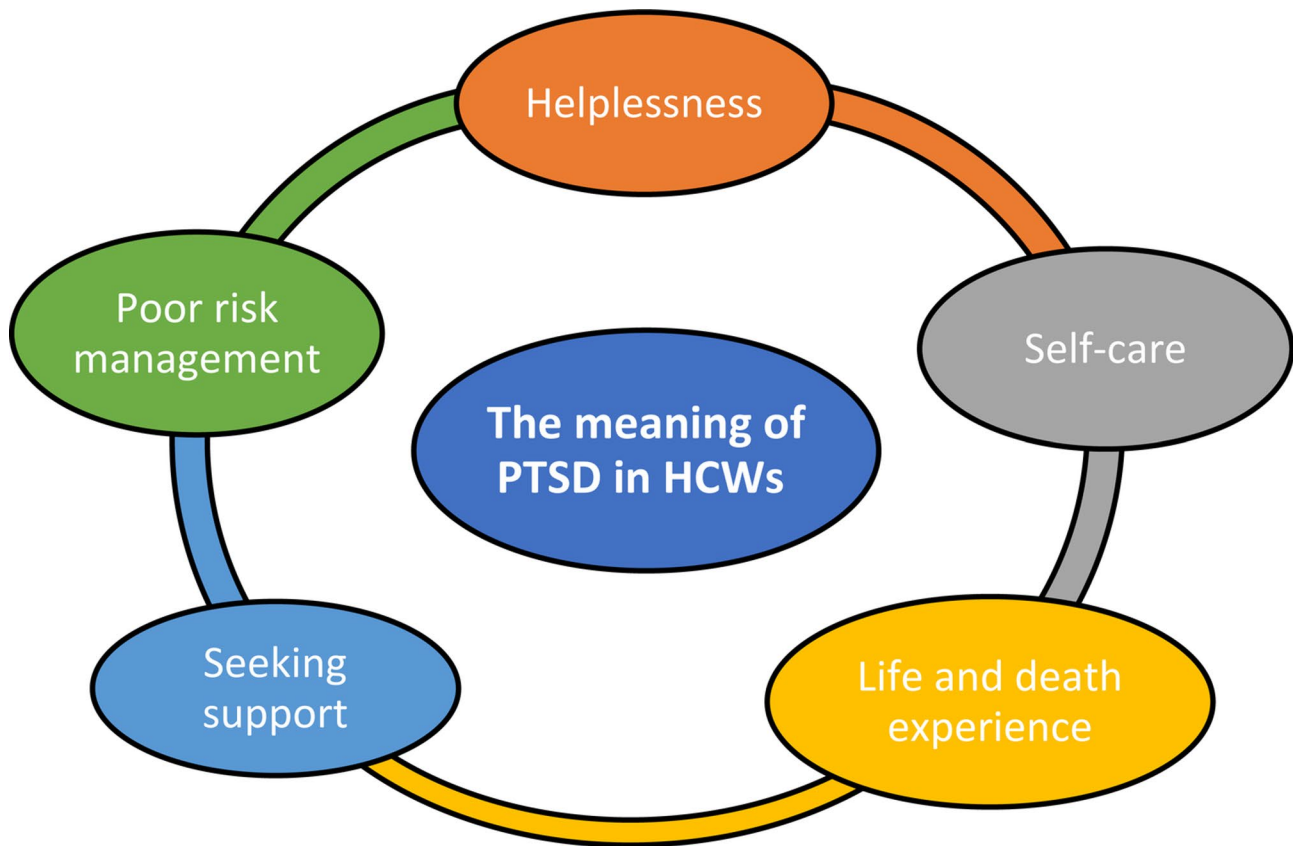 Helplessness
Poor risk
management
Self-care
The meaning of
PTSD in HCWs
Seeking
support
Life and death
experience